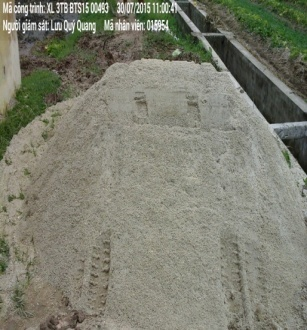 Mã công trình: XL 3TB BTS15 00493 30/07/2015 11:00:41
Người giám sát: Lưu Quý Quang Mã nhân viên: 015954